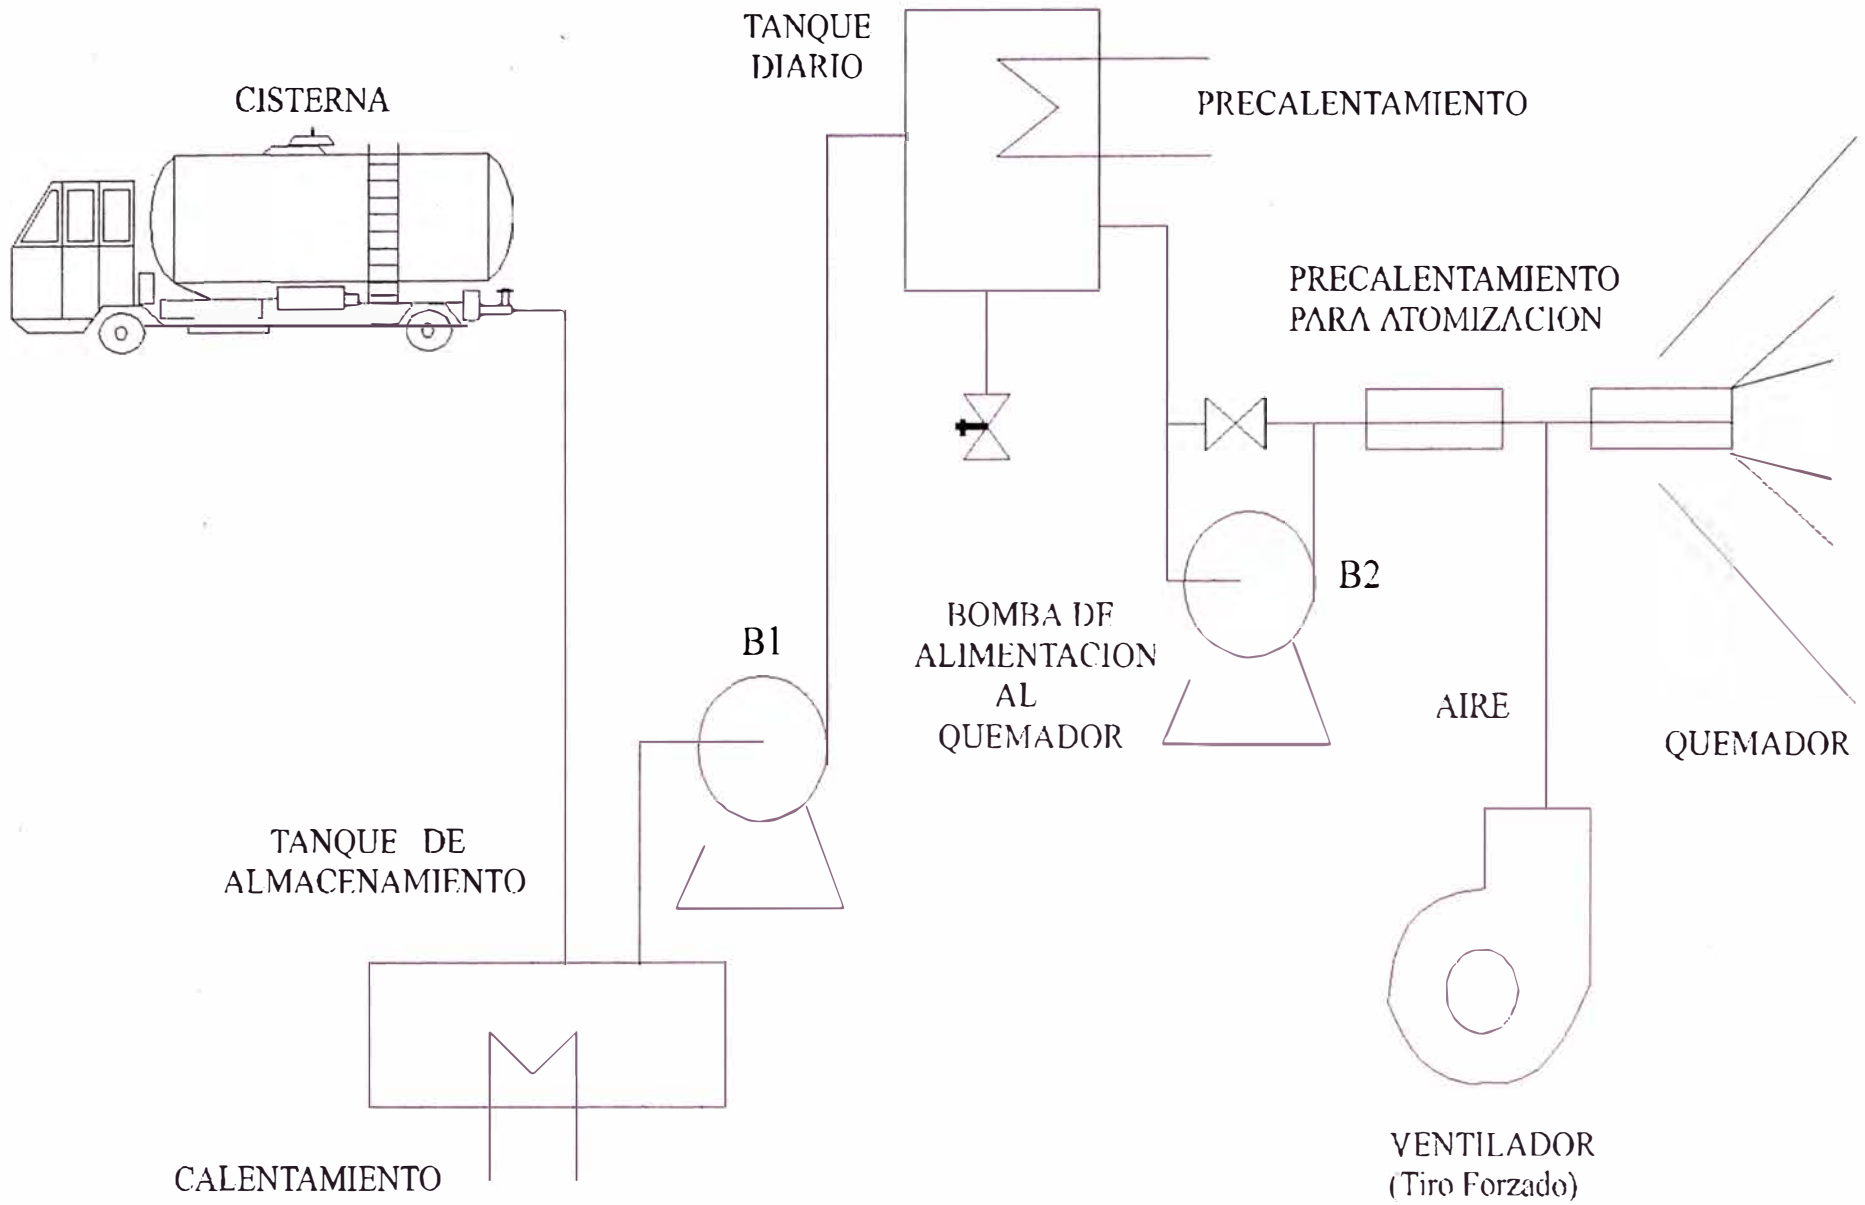 TANQUE
DIARIO
CISTERNA
PRECALENTAMIENTO
PRECALENTAMIENTO
PARA ATOMIZACION
B2
BOMBA DE
ALIMENTACION
AL
QUEMADOR
B1
AIRE
QUEMADOR
TANQUE DE
ALMACENAMIENTO
CALENTAMIENTO
VENTILADOR
(Tiro Forzado)